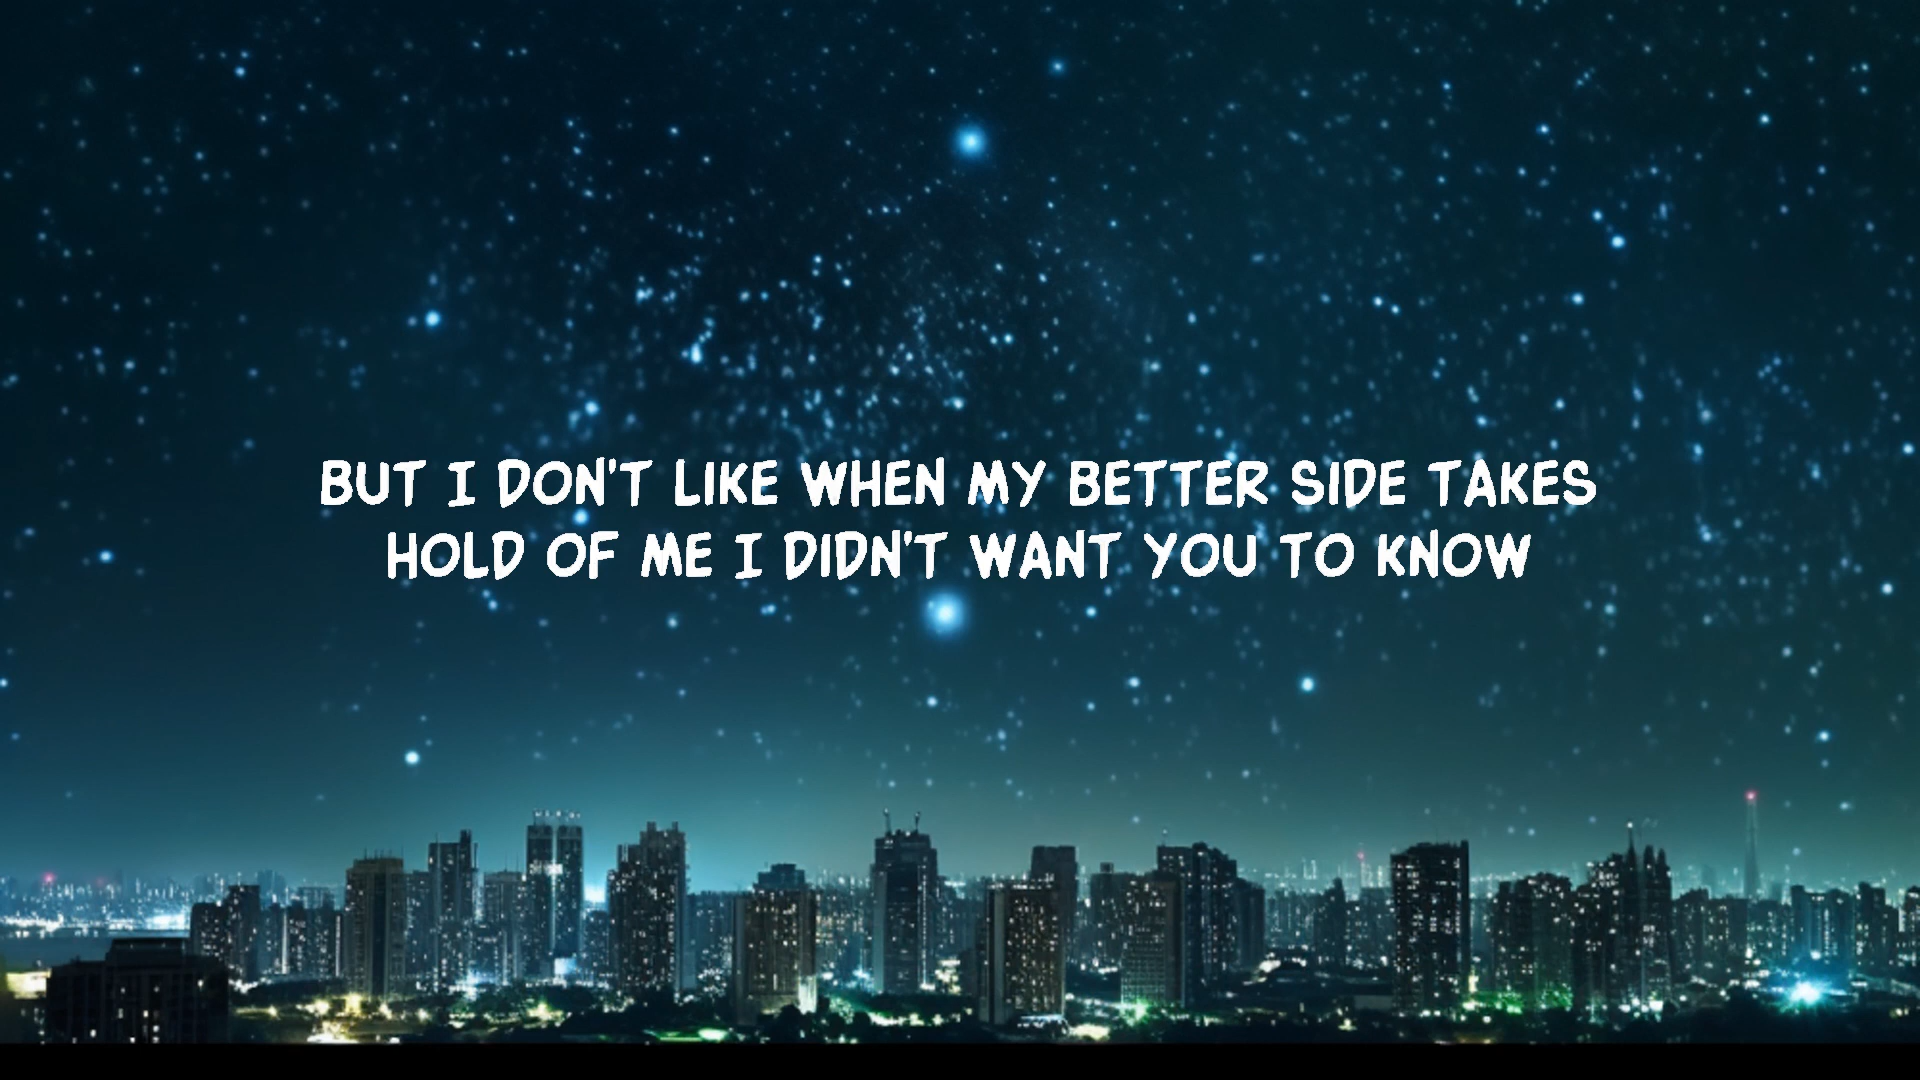 BUT I DON'T LIKE WHEN MY BETTER SIDE TAKES
HOLD OF ME I DIDN'T WANT YOU TO KNOW